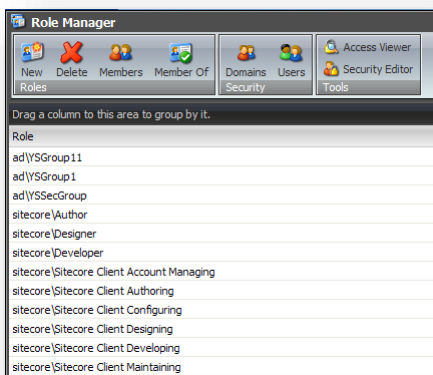 Role Manager
New Delete Members Member Of Domains Users Access Viewer
Security Editor
Roles Security Tools
Drag a column to this area to group by it.
Role
ad\YSGroup11
ad\YSGroup1
ad\YSSecGroup
sitecore\Author
sitecore\Designer
sitecore\Developer
sitecore\Sitecore Client Account Managing
sitecore\Sitecore Client Authoring
sitecore\Sitecore Client Configuring
sitecore\Sitecore Client Designing
sitecore\Sitecore Client Developing
sitecore\Sitecore Client Maintaining